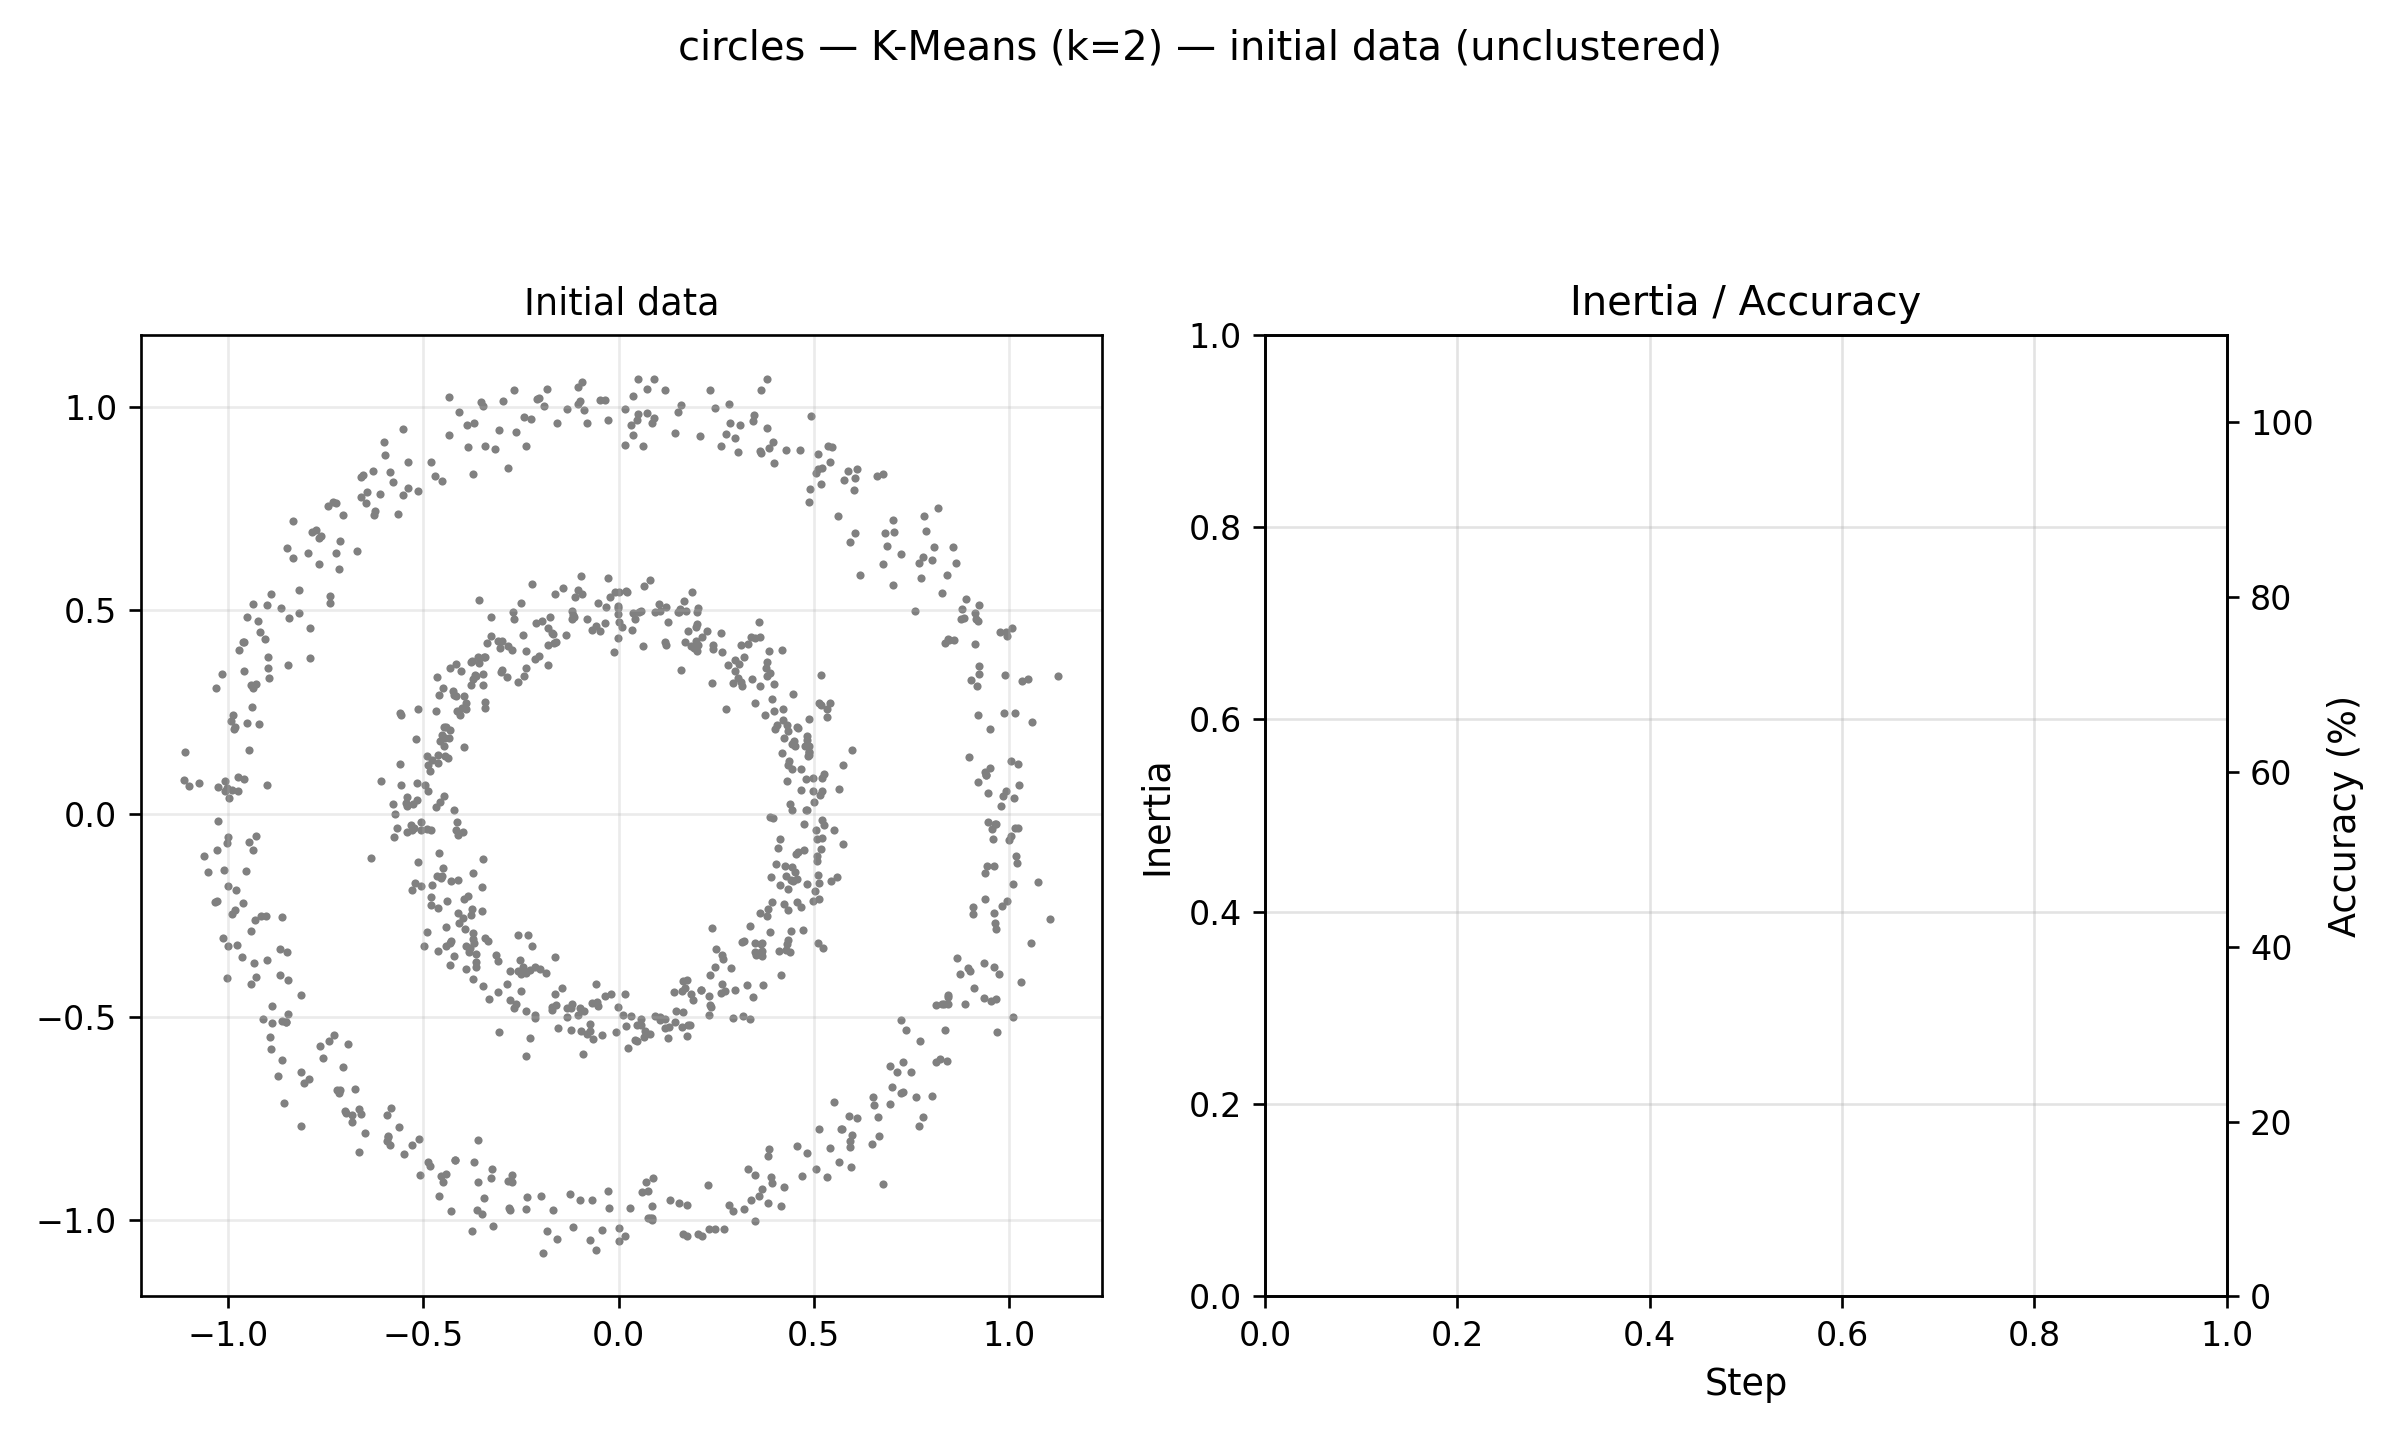 circles — K-Means (k=2) — initial data (unclustered)
Initial data
1.0
0.5
0.0
−0.5
−1.0
−1.0 −0.5 0.0 0.5 1.0
Inertia / Accuracy
1.0
0.8
0.6
0.4
0.2
0.0
Inertia
0.0 0.2 0.4 0.6 0.8 1.0
Step
100
80
60
40
20
0
Accuracy (%)